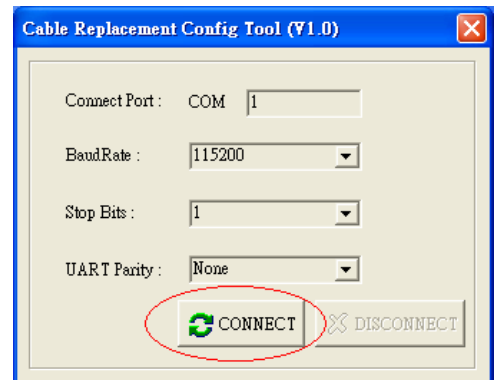 Cable Replacement Config Tool (V1.0)
Connect Port : COM 1
BaudRate : 115200
Stop Bits : 1
UART Parity : None
CONNECT DISCONNECT